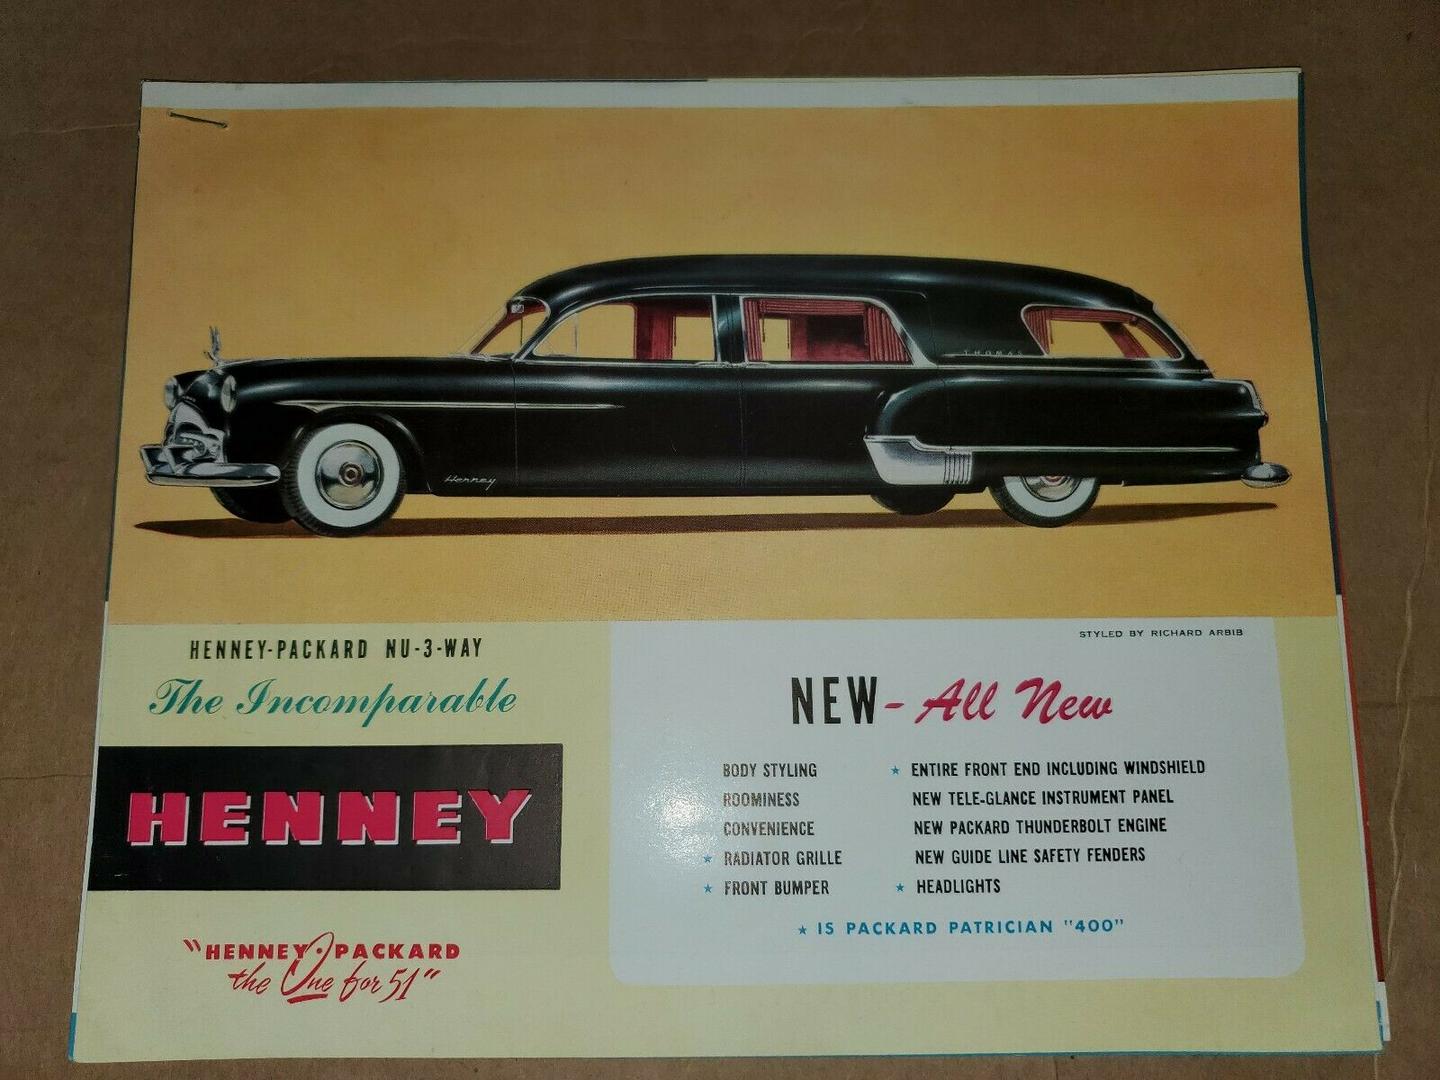 THOMAS
Henney
STYLED BY RICHARD ARBIB
HENNEY-PACKARD NU-3-WAY
The Incomparable
HENNEY
"HENNEY-PACKARD
the One for 51"
NEW- All New
BODY STYLING
ROOMINESS
CONVENIENCE
★ RADIATOR GRILLE
★ FRONT BUMPER
★ ENTIRE FRONT END INCLUDING WINDSHIELD
NEW TELE-GLANCE INSTRUMENT PANEL
NEW PACKARD THUNDERBOLT ENGINE
NEW GUIDE LINE SAFETY FENDERS
★ HEADLIGHTS
★ IS PACKARD PATRICIAN "400"